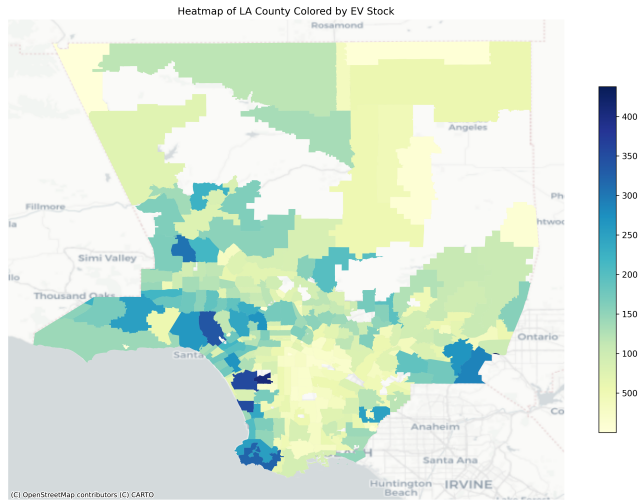 Heatmap of LA County Colored by EV Stock
Rosamond
Angeles
Fillmore
Simi Valley
Thousand Oaks
Santa
Ontario
Anaheim
Santa Ana
Huntington
Beach
IRVINE
400
350
300
250
200
150
100
500
(C) OpenStreetMap contributors (C) CARTO